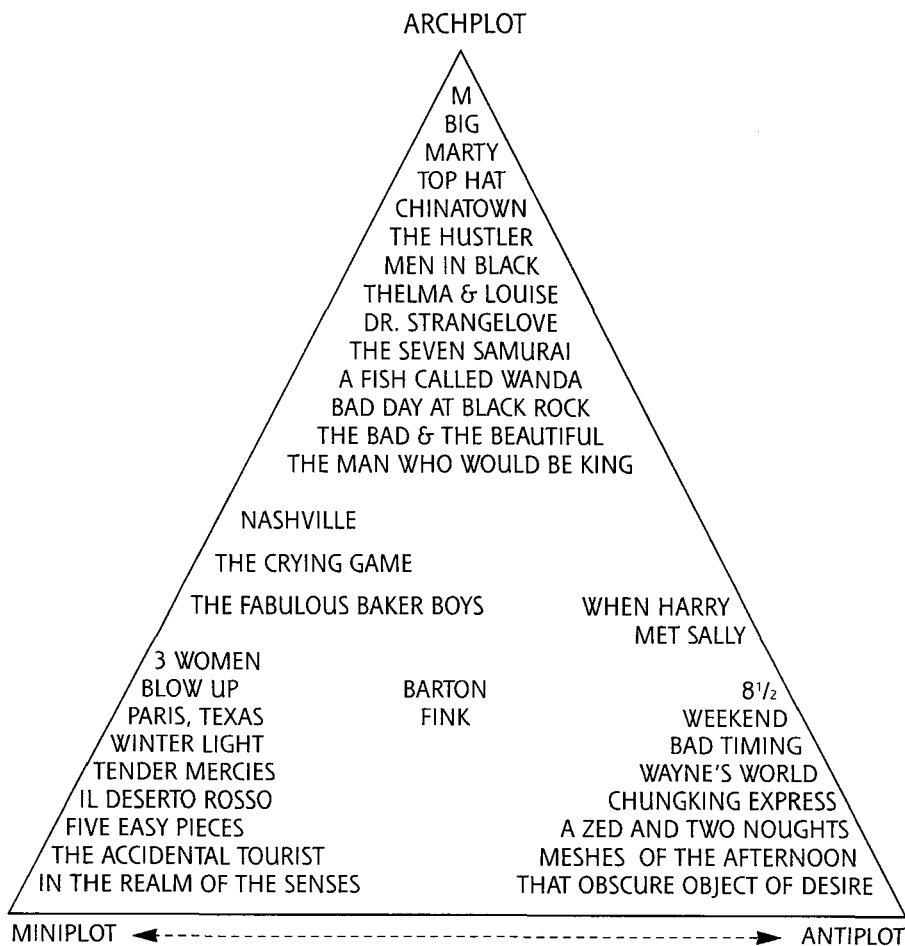 ARCHPLOT
M
BIG
MARTY
TOP HAT
CHINATOWN
THE HUSTLER
MEN IN BLACK
THELMA & LOUISE
DR. STRANGELOVE
THE SEVEN SAMURAI
A FISH CALLED WANDA
BAD DAY AT BLACK ROCK
THE BAD & THE BEAUTIFUL
THE MAN WHO WOULD BE KING
NASHVILLE
THE CRYING GAME
THE FABULOUS BAKER BOYS
WHEN HARRY
MET SALLY
3 WOMEN
BLOW UP
PARIS, TEXAS
WINTER LIGHT
TENDER MERCIES
IL DESERTO ROSSO
FIVE EASY PIECES
THE ACCIDENTAL TOURIST
IN THE REALM OF THE SENSES
BARTON
FINK
8½
WEEKEND
BAD TIMING
WAYNE'S WORLD
CHUNGKING EXPRESS
A ZED AND TWO NOUGHTS
MESHES OF THE AFTERNOON
THAT OBSCURE OBJECT OF DESIRE
MINIPLOT
ANTIPLOT